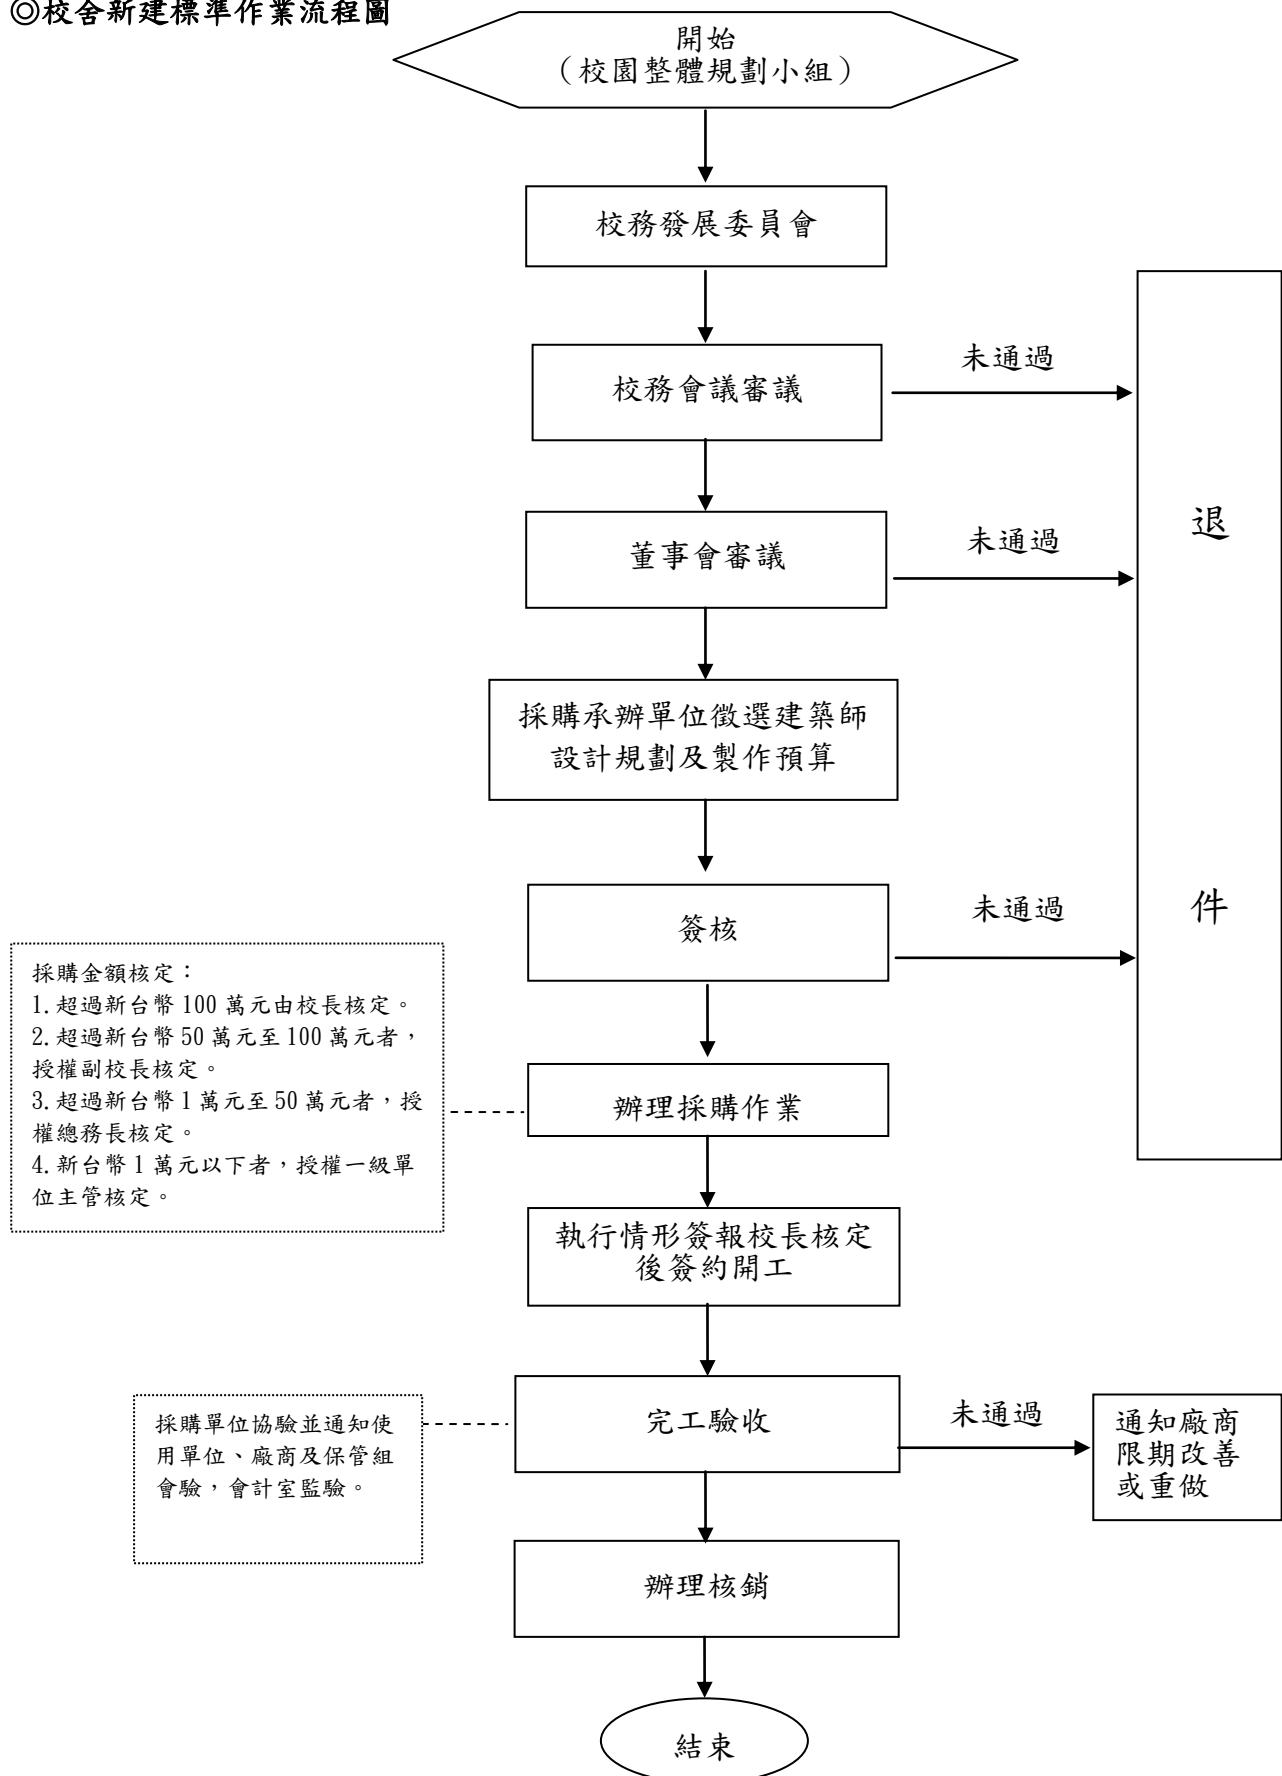 ◎校舍新建標準作業流程圖
開始
（校園整體規劃小組）
校務發展委員會
校務會議審議
未通過
董事會審議
未通過
退
件
採購承辦單位徵選建築師
設計規劃及製作預算
簽核
未通過
採購金額核定：
1.超過新台幣 100 萬元由校長核定。
2.超過新台幣 50 萬元至 100 萬元者，
授權副校長核定。
3.超過新台幣 1 萬元至 50 萬元者，授
權總務長核定。
4.新台幣 1 萬元以下者，授權一級單
位主管核定。
辦理採購作業
執行情形簽報校長核定
後簽約開工
採購單位協驗並通知使
用單位、廠商及保管組
會驗，會計室監驗。
完工驗收
未通過
通知廠商
限期改善
或重做
辦理核銷
結束